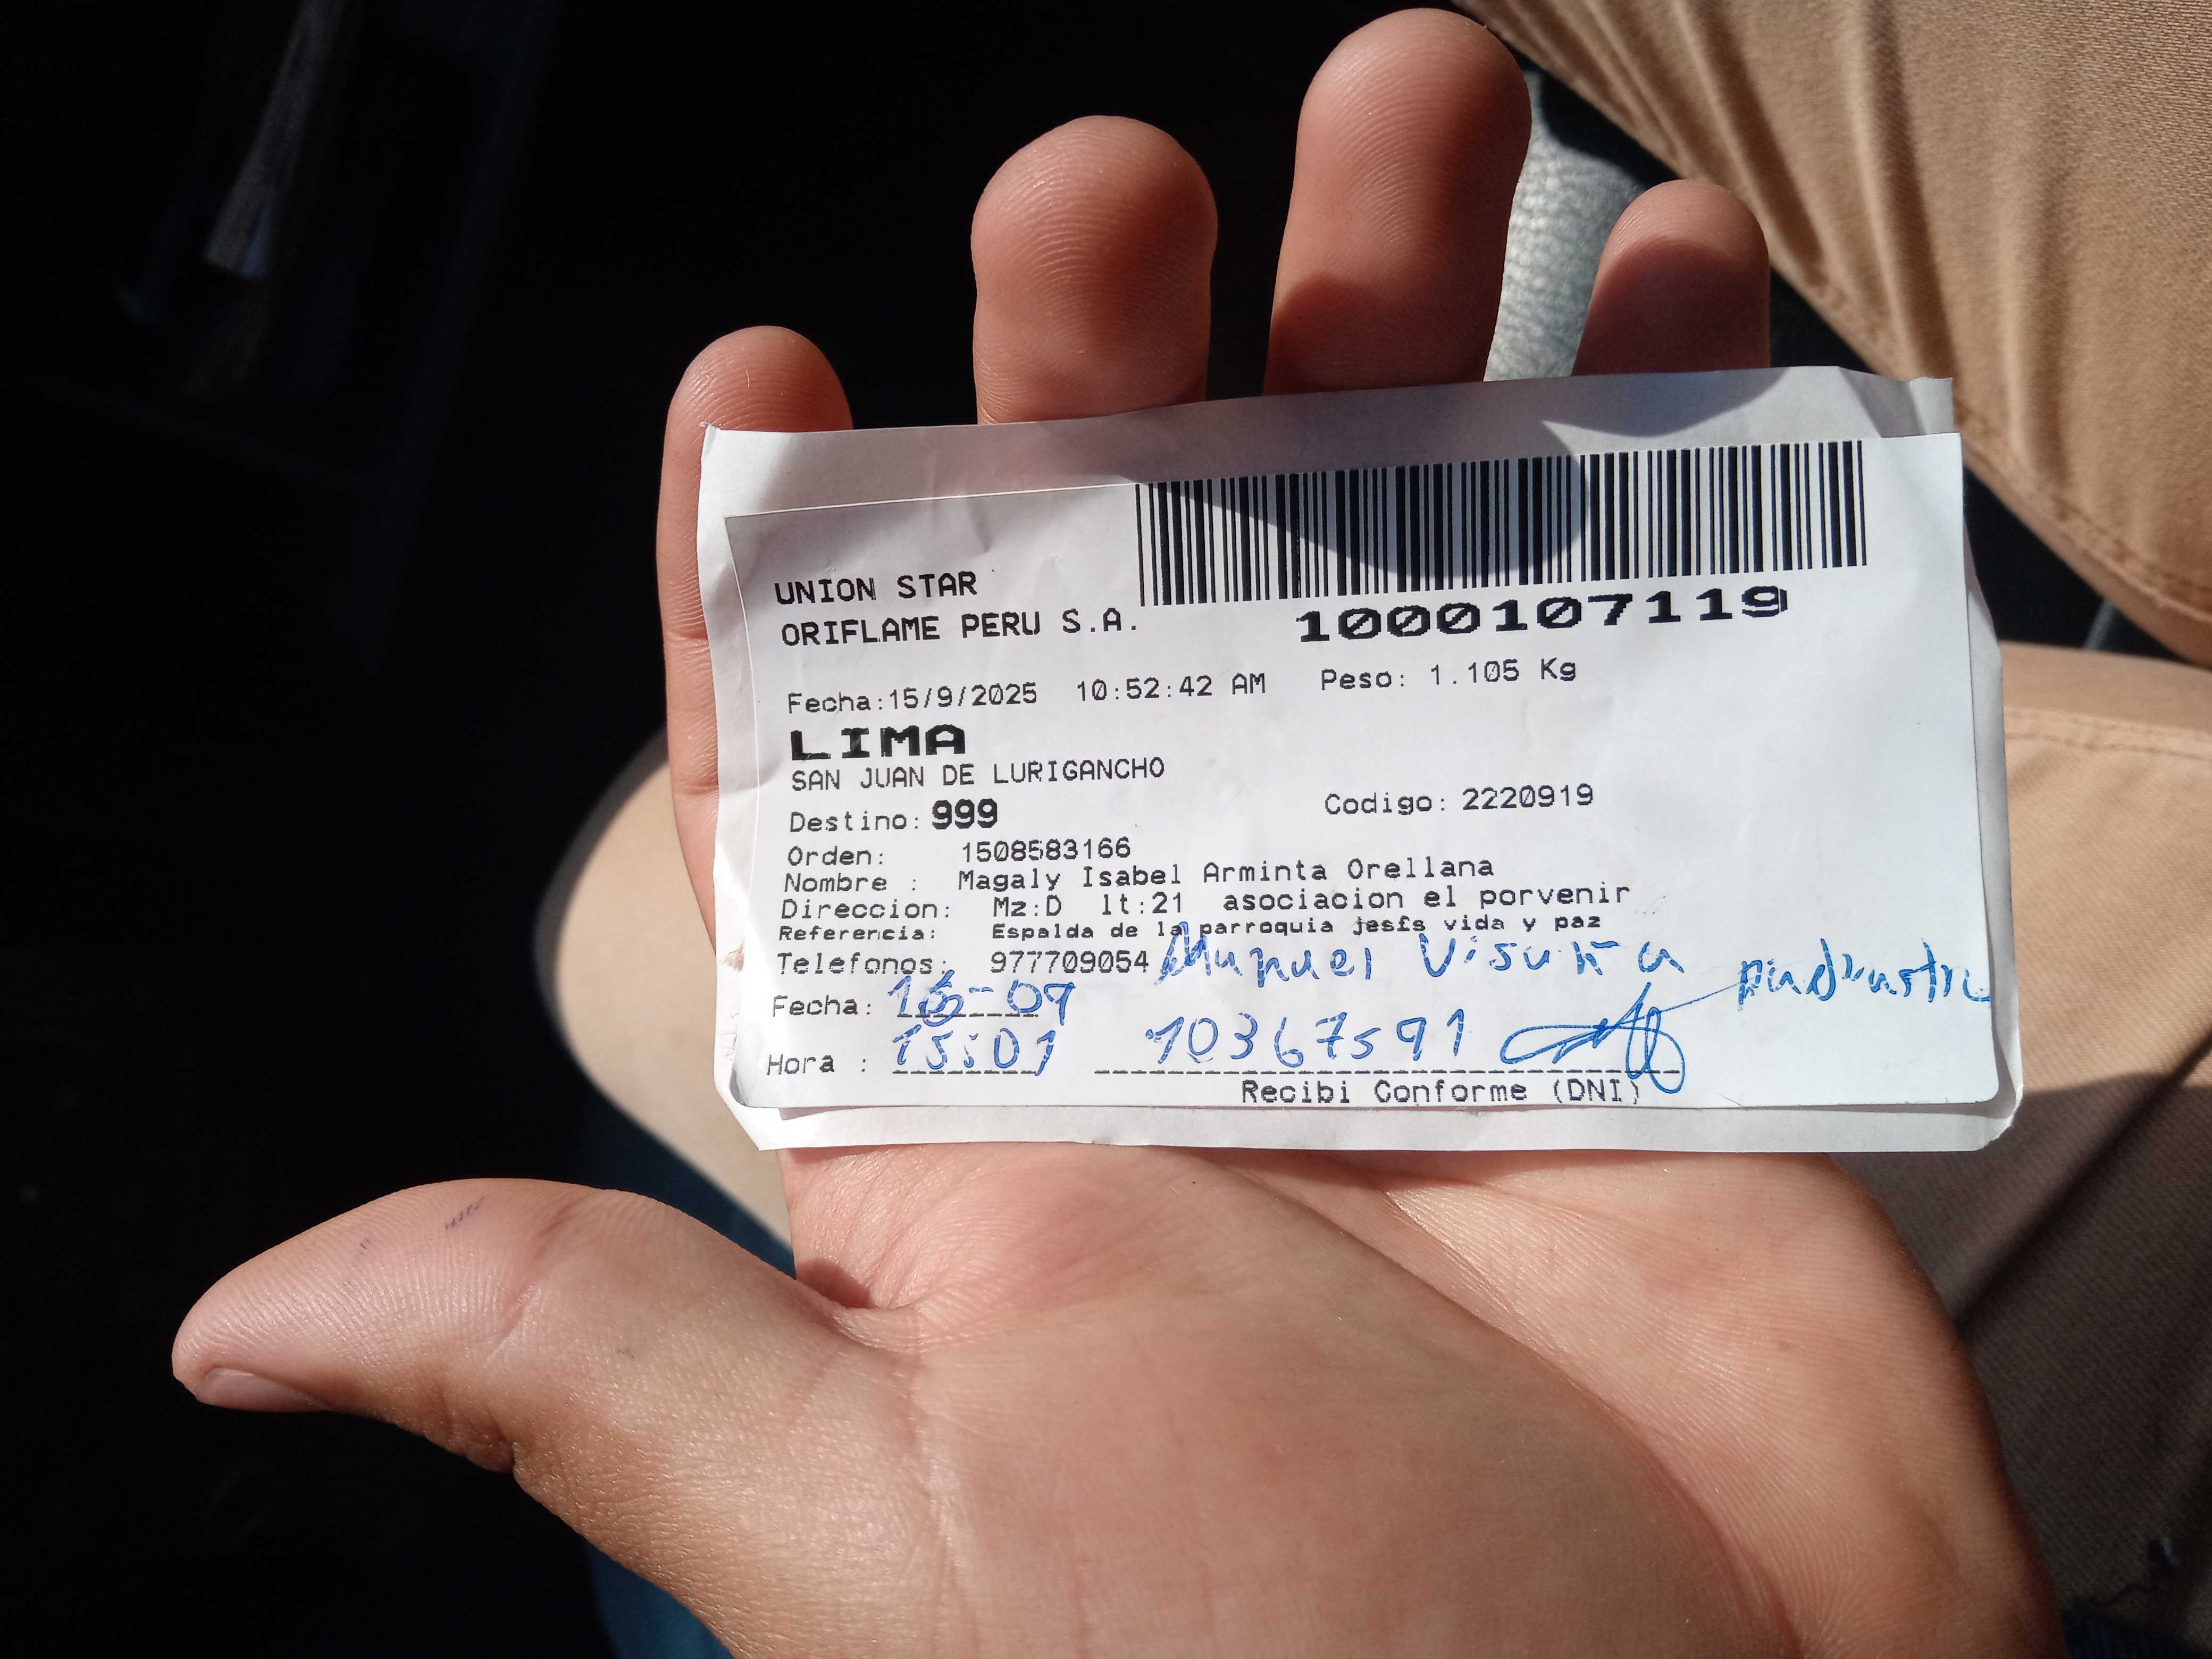 UNION STAR
ORIFLAME PERU S.A.
1000107119
Fecha:15/9/2025 10:52:42 AM Peso: 1.105 Kg
LIMA
SAN JUAN DE LURIGANCHO
Destino: 999 Codigo: 2220919
Orden: 1508583166
Nombre : Magaly Isabel Arminta Orellana
Direccion: Mz:D lt:21 asociacion el porvenir
Referencia: Espalda de la parroquia jesfs vida y paz
Telefonos: 977709054 Manuel
Fecha: 16-09 padrastro
Hora : 15:01 10367591
Recibi Conforme (DNI)